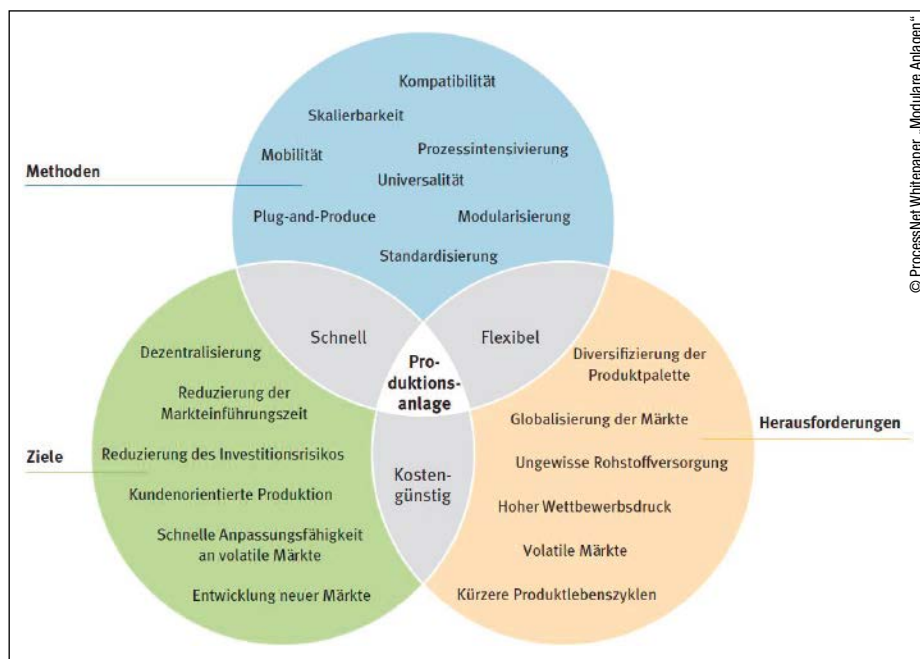 © ProcessNet Whitepaper „Modulare Anlagen“
Kompatibilität
Skalierbarkeit
Prozessintensivierung
Mobilität
Methoden
Universalität
Plug-and-Produce
Modularisierung
Standardisierung
Schnell
Flexibel
Dezentralisierung
Diversifizierung der
Produktpalette
Pro-
duktions-
anlage
Reduzierung der
Markteinführungszeit
Globalisierung der Märkte
Herausforderungen
Ziele
Reduzierung des Investitionsrisikos
Ungewisse Rohstoffversorgung
Kosten-
günstig
Kundenorientierte Produktion
Hoher Wettbewerbsdruck
Schnelle Anpassungsfähigkeit
an volatile Märkte
Volatile Märkte
Entwicklung neuer Märkte
Kürzere Produktlebenszyklen